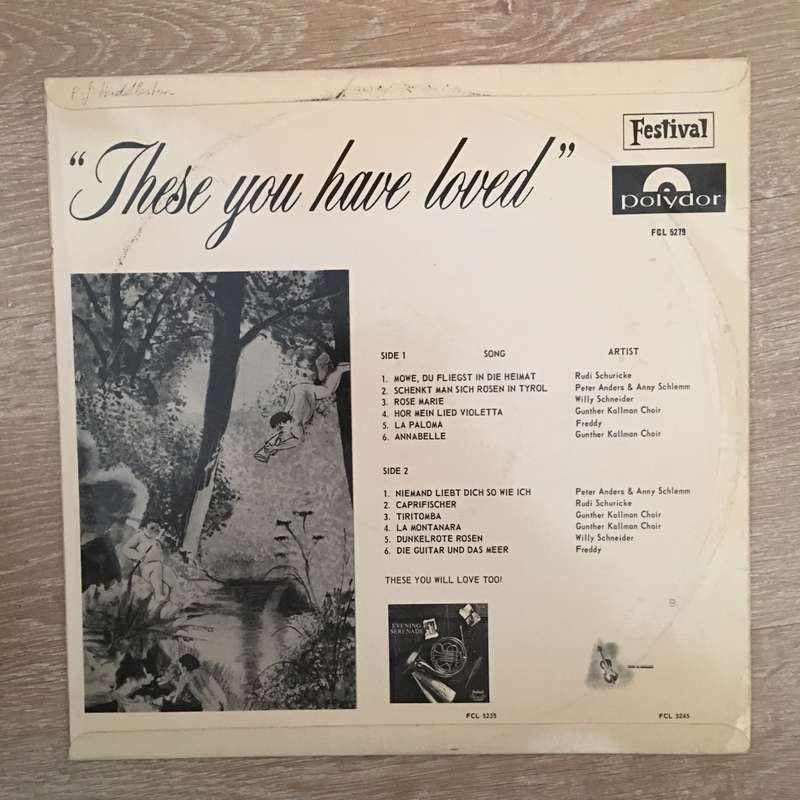 "These you have loved"
Festival
polydor
FCL 5279
SIDE 1 SONG ARTIST
1. MOWE, DU FLIEGST IN DIE HEIMAT Rudi Schuricke
2. SCHENKT MAN SICH ROSEN IN TYROL Peter Anders & Anny Schlemm
3. ROSE MARIE Willy Schneider
4. HOR MEIN LIED VIOLETTA Gunther Kallman Choir
5. LA PALOMA Freddy
6. ANNABELLE Gunther Kallman Choir
SIDE 2
1. NIEMAND LIEBT DICH SO WIE ICH Peter Anders & Anny Schlemm
2. CAPRIFISCHER Rudi Schuricke
3. TIRITOMBA Gunther Kallman Choir
4. LA MONTANARA Gunther Kallman Choir
5. DUNKELROTE ROSEN Willy Schneider
6. DIE GUITAR UND DAS MEER Freddy
THESE YOU WILL LOVE TOO!
EVENING
SERENADE
FCL 5235 FCL 5245